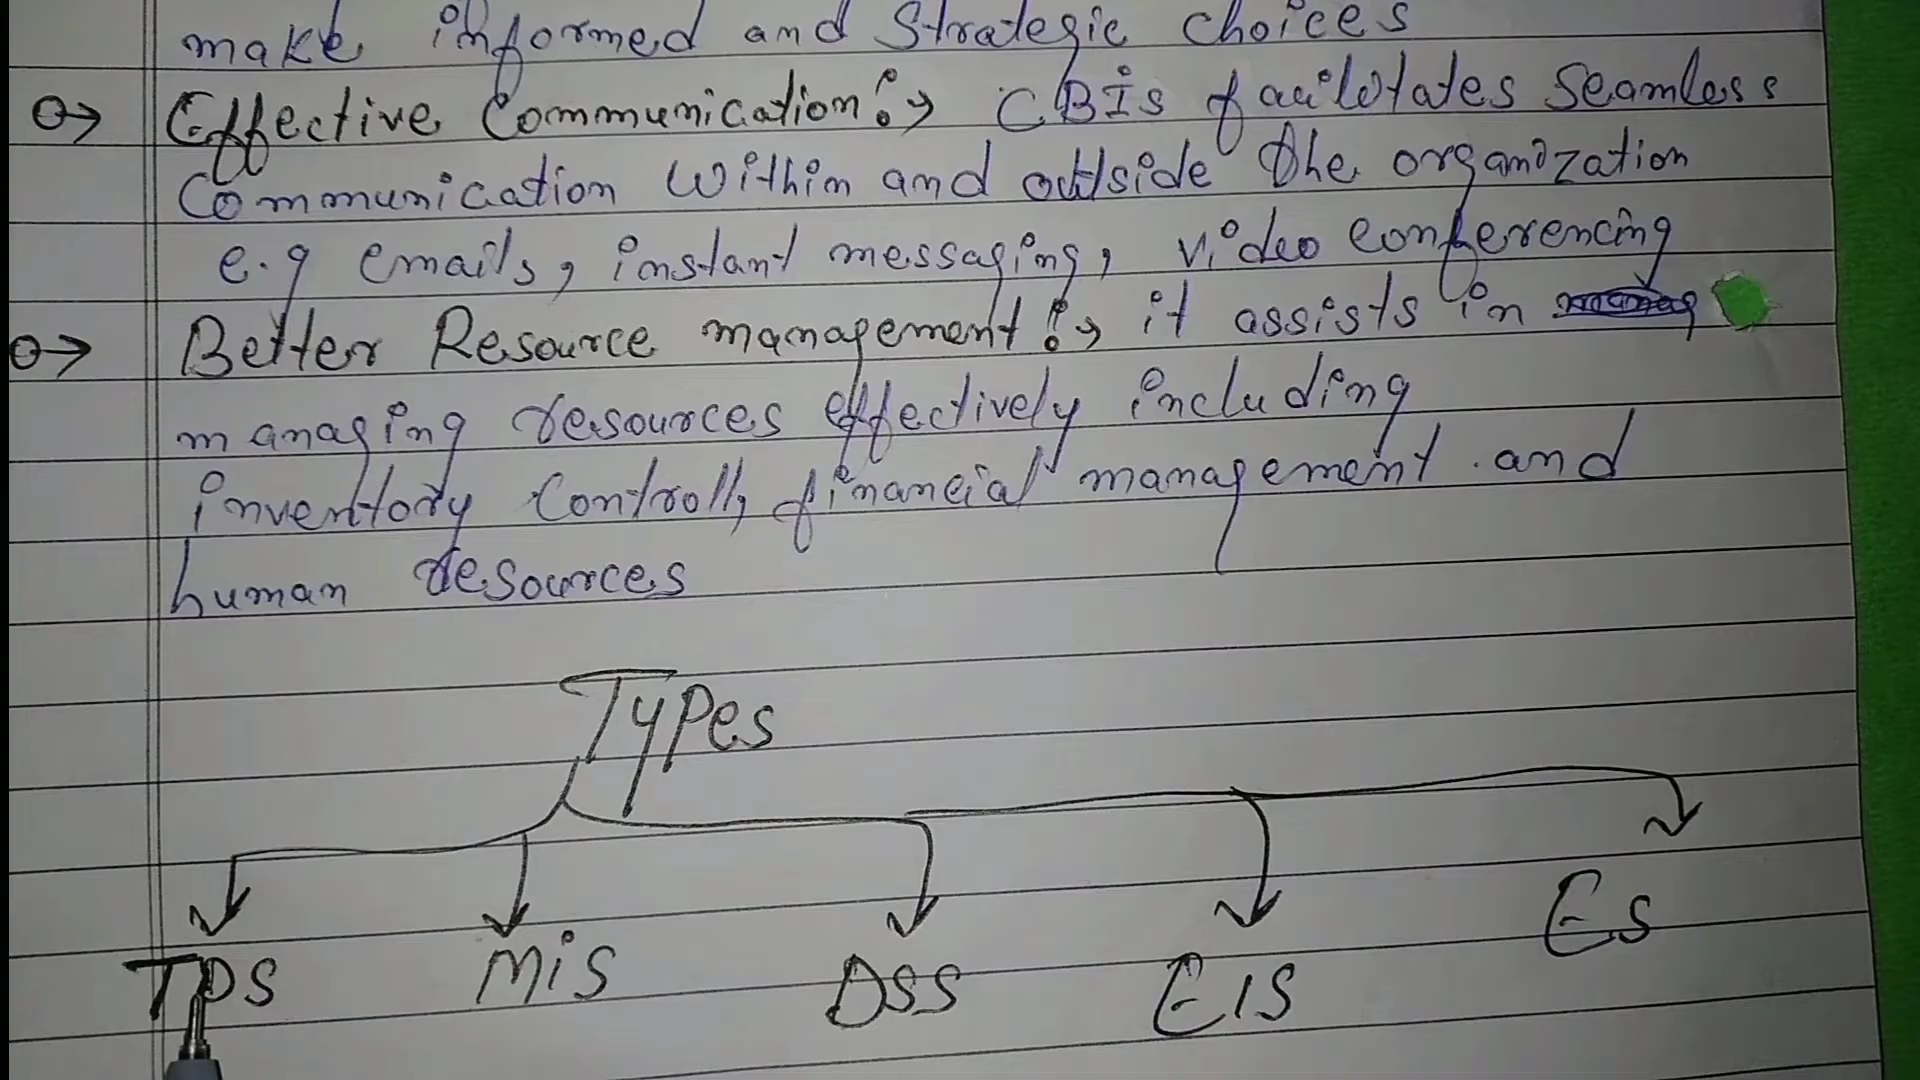 make informed and Strategic choices
Effective Communication:→ CBIs facilitates Seamless
Communication within and outside the organization
e.g emails, instant messaging, video conferencing
Better Resource management:→ it assists in
managing resources effectively including
inventory Controll, financial management and
human resources
Types
TPS MiS DSS EIS Es